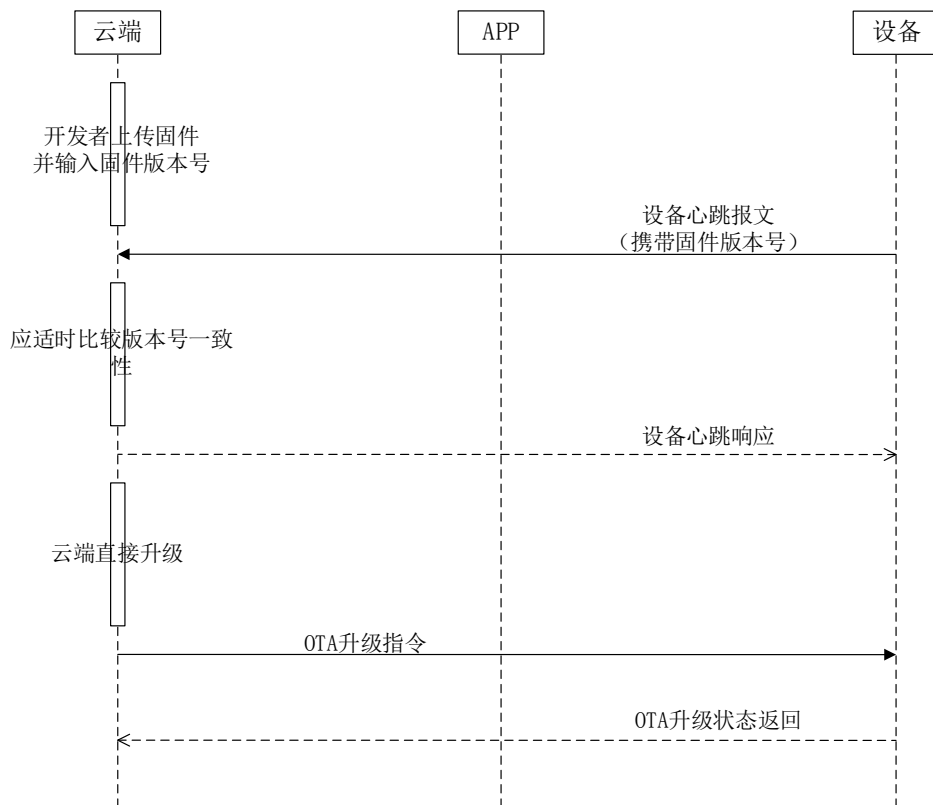 云端
APP
设备
开发者上传固件
并输入固件版本号
设备心跳报文
（携带固件版本号）
应适时比较版本号一致
性
设备心跳响应
云端直接升级
OTA升级指令
OTA升级状态返回